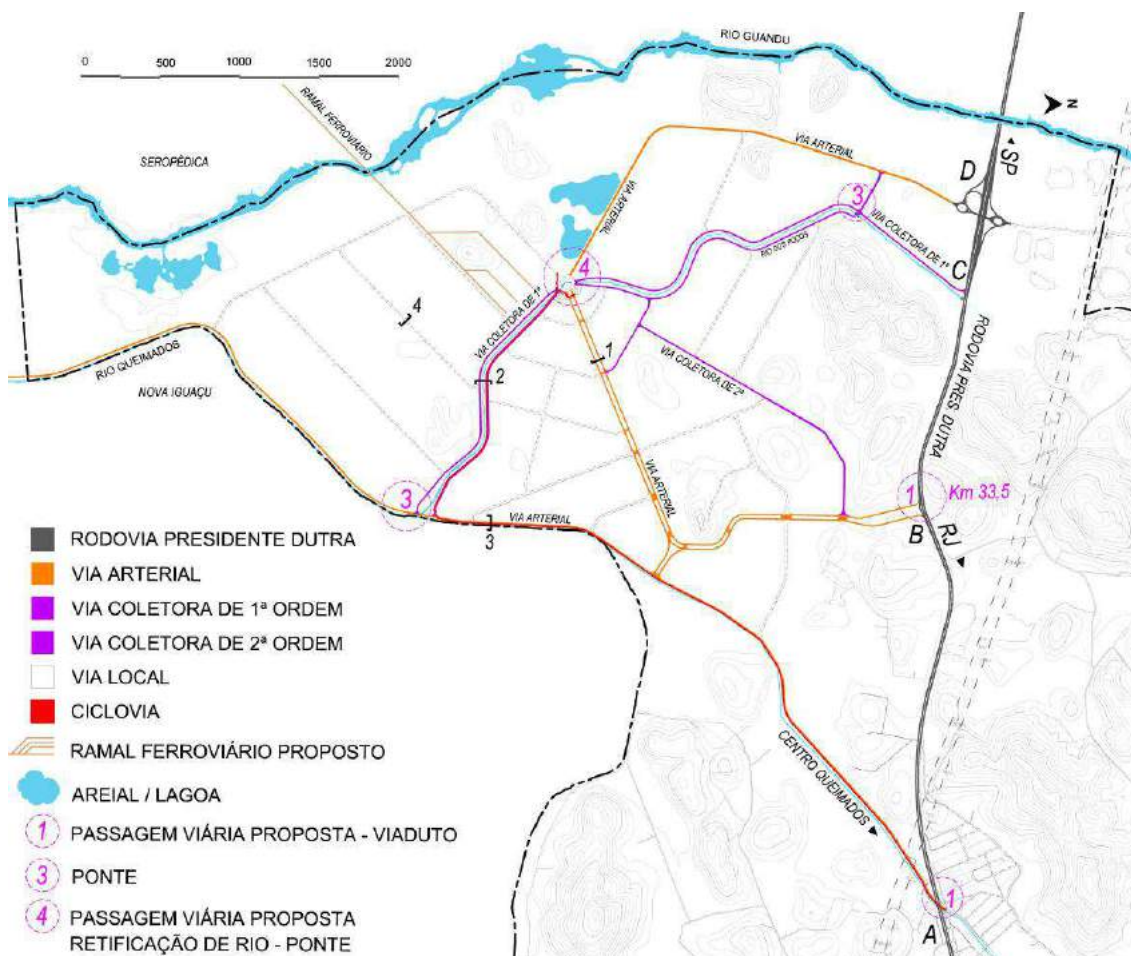 RIO GUANDU
0 500 1000 1500 2000
RAMAL FERROVIÁRIO
N
SEROPÉDICA
VIA ARTERIAL
SP
D
VIA ARTERIAL
3
VIA COLETORA DE 1ª
RIO DOS POÇOS
4
C
VIA COLETORA DE 1ª
4
RIO QUEIMADOS
1
RODOVIA PRES. DUTRA
NOVA IGUAÇU
2
VIA COLETORA DE 2ª
VIA ARTERIAL
3
1
Km 33,5
VIA ARTERIAL
3
B
RJ
RODOVIA PRESIDENTE DUTRA
VIA ARTERIAL
VIA COLETORA DE 1ª ORDEM
VIA COLETORA DE 2ª ORDEM
VIA LOCAL
CICLOVIA
RAMAL FERROVIÁRIO PROPOSTO
AREIAL / LAGOA
1 PASSAGEM VIÁRIA PROPOSTA - VIADUTO
3 PONTE
4 PASSAGEM VIÁRIA PROPOSTA
RETIFICAÇÃO DE RIO - PONTE
CENTRO QUEIMADOS
1
A